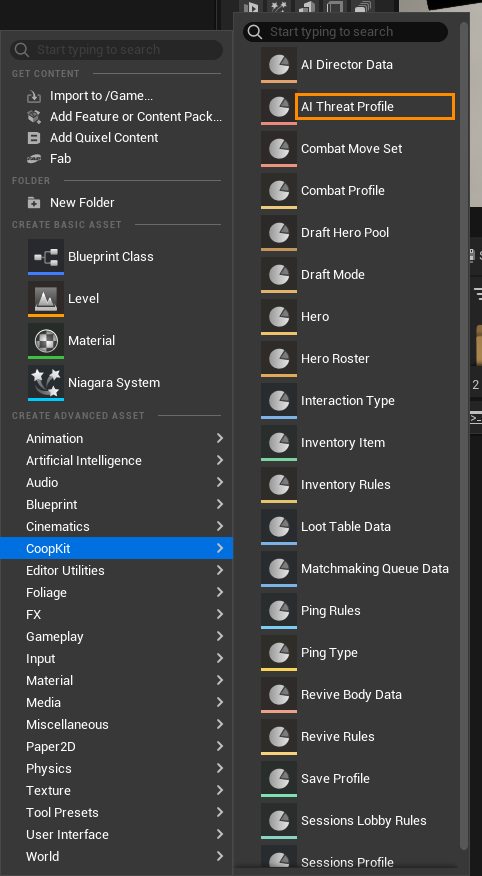 Start typing to search
GET CONTENT
Import to /Game...
Add Feature or Content Pack...
Add Quixel Content
Fab
FOLDER
New Folder
CREATE BASIC ASSET
Blueprint Class
Level
Material
Niagara System
CREATE ADVANCED ASSET
Animation
Artificial Intelligence
Audio
Blueprint
Cinematics
CoopKit
Editor Utilities
Foliage
FX
Gameplay
Input
Material
Media
Miscellaneous
Paper2D
Physics
Texture
Tool Presets
User Interface
World
Start typing to search
AI Director Data
AI Threat Profile
Combat Move Set
Combat Profile
Draft Hero Pool
Draft Mode
Hero
Hero Roster
Interaction Type
Inventory Item
Inventory Rules
Loot Table Data
Matchmaking Queue Data
Ping Rules
Ping Type
Revive Body Data
Revive Rules
Save Profile
Sessions Lobby Rules
Sessions Profile
2